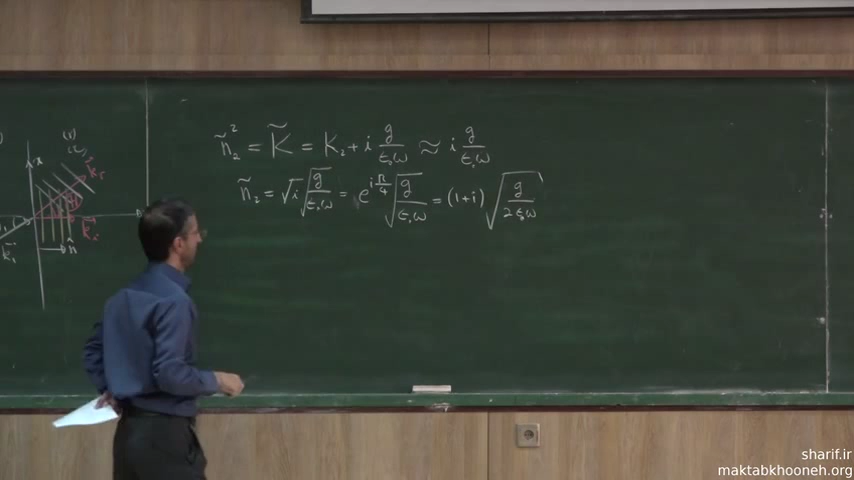 ñ₂² = K̃ = K₂ + i g/ε₀ω ≈ i g/ε₀ω
ñ₂ = √i √(g/ε₀ω) = e^(iπ/4) √(g/ε₀ω) = (1+i) √(g/2ε₀ω)
x
n̂
sharif.ir
maktabkhooneh.org